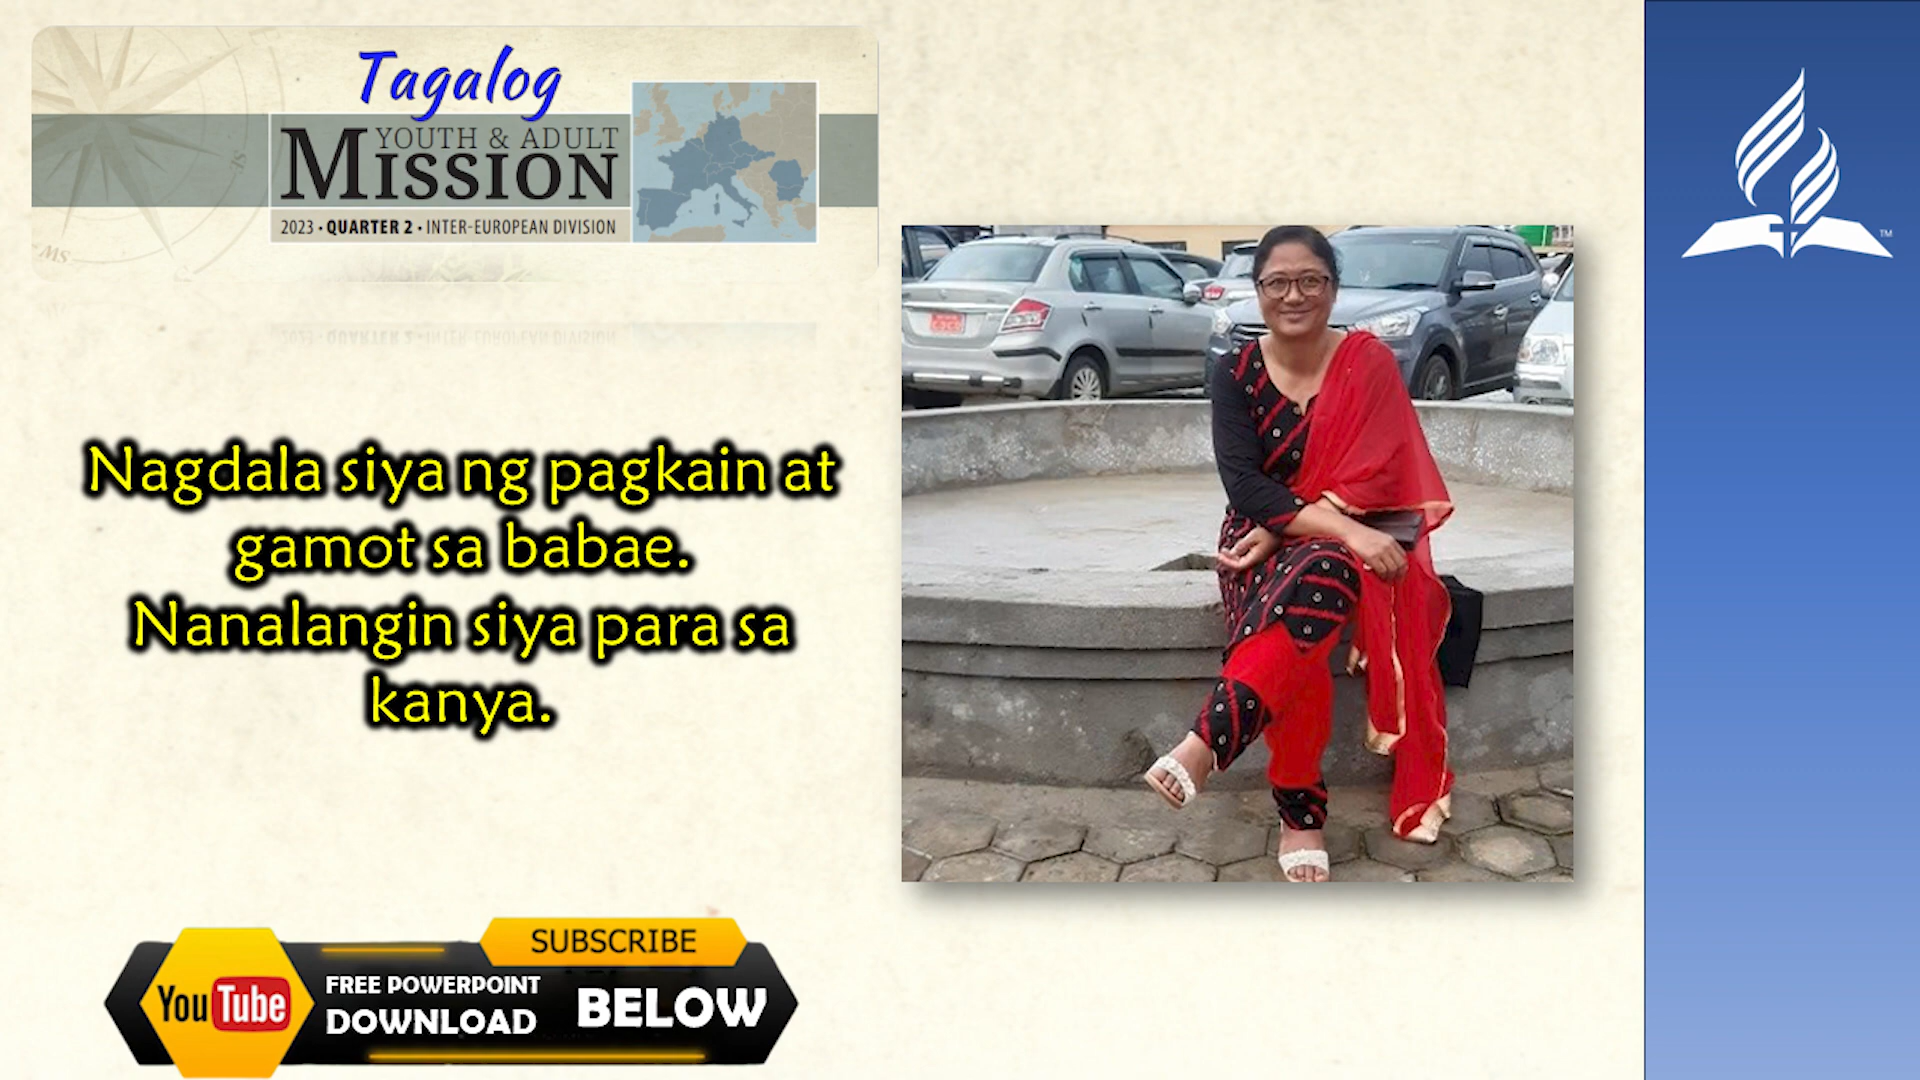 Tagalog
YOUTH & ADULT
MISSION
2023 • QUARTER 2 • INTER-EUROPEAN DIVISION
Nagdala siya ng pagkain at
gamot sa babae.
Nanalangin siya para sa
kanya.
SUBSCRIBE
YouTube
FREE POWERPOINT
DOWNLOAD
BELOW
TM